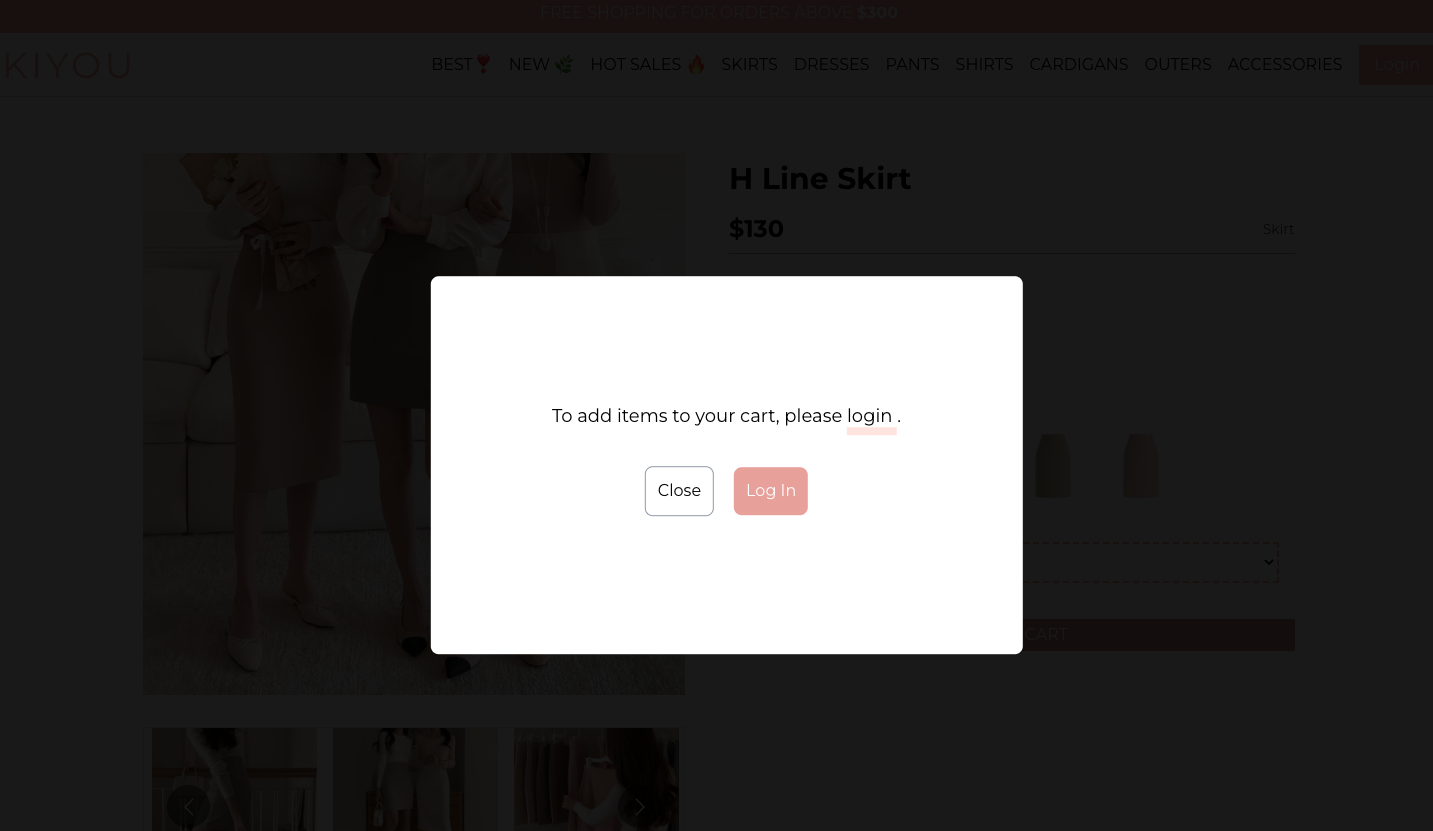 FREE SHOPPING FOR ORDERS ABOVE $300
KIYOU
BEST❣️ NEW 🌿 HOT SALES 🔥 SKIRTS DRESSES PANTS SHIRTS CARDIGANS OUTERS ACCESSORIES Login
H Line Skirt
$130
Skirt
To add items to your cart, please login .
Close
Log In
CART